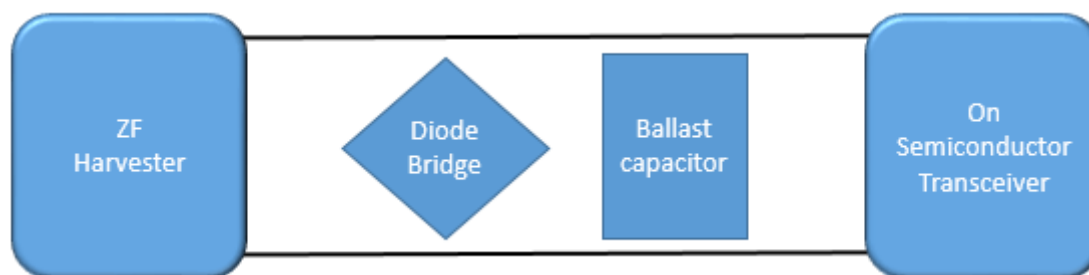 ZF
Harvester
Diode
Bridge
Ballast
capacitor
On
Semiconductor
Transceiver